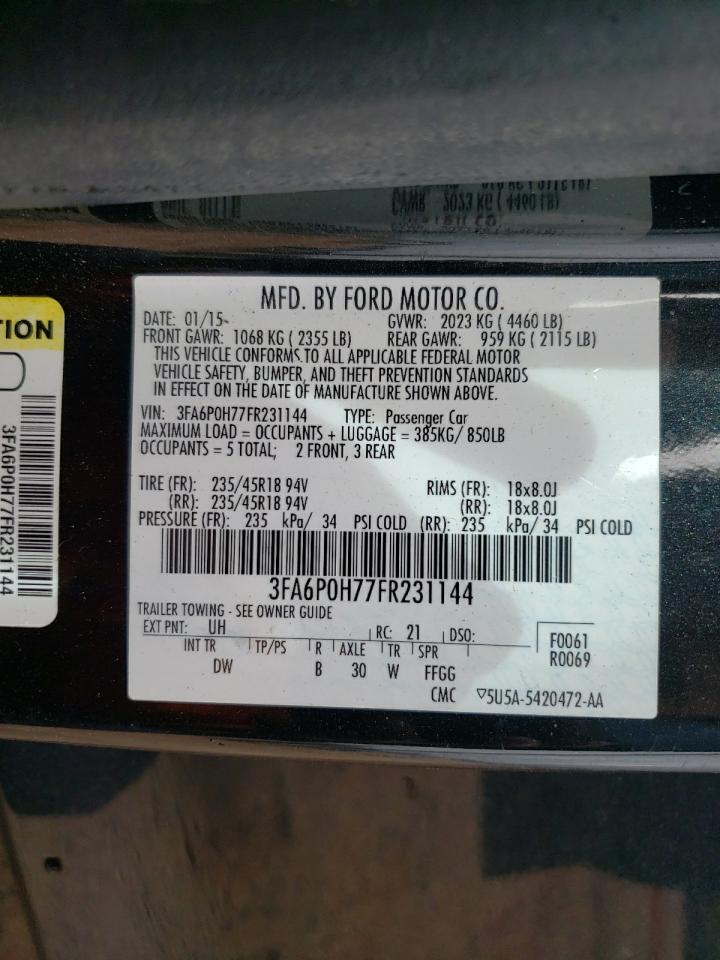 2023 KG ( 4460 LB)
TION
3FA6P0H77FR231144
MFD. BY FORD MOTOR CO.
DATE: 01/15 GVWR: 2023 KG ( 4460 LB)
FRONT GAWR: 1068 KG ( 2355 LB) REAR GAWR: 959 KG ( 2115 LB)
THIS VEHICLE CONFORMS TO ALL APPLICABLE FEDERAL MOTOR
VEHICLE SAFETY, BUMPER, AND THEFT PREVENTION STANDARDS
IN EFFECT ON THE DATE OF MANUFACTURE SHOWN ABOVE.
VIN: 3FA6P0H77FR231144 TYPE: Passenger Car
MAXIMUM LOAD = OCCUPANTS + LUGGAGE = 385KG/ 850LB
OCCUPANTS = 5 TOTAL; 2 FRONT, 3 REAR
TIRE (FR): 235/45R18 94V RIMS (FR): 18x8.0J
(RR): 235/45R18 94V (RR): 18x8.0J
PRESSURE (FR): 235 kPa/ 34 PSI COLD (RR): 235 kPa/ 34 PSI COLD
3FA6P0H77FR231144
TRAILER TOWING - SEE OWNER GUIDE
EXT PNT: UH RC: 21 DSO: F0061
INT TR TP/PS R AXLE TR SPR R0069
DW B 30 W FFGG
CMC 5U5A-5420472-AA